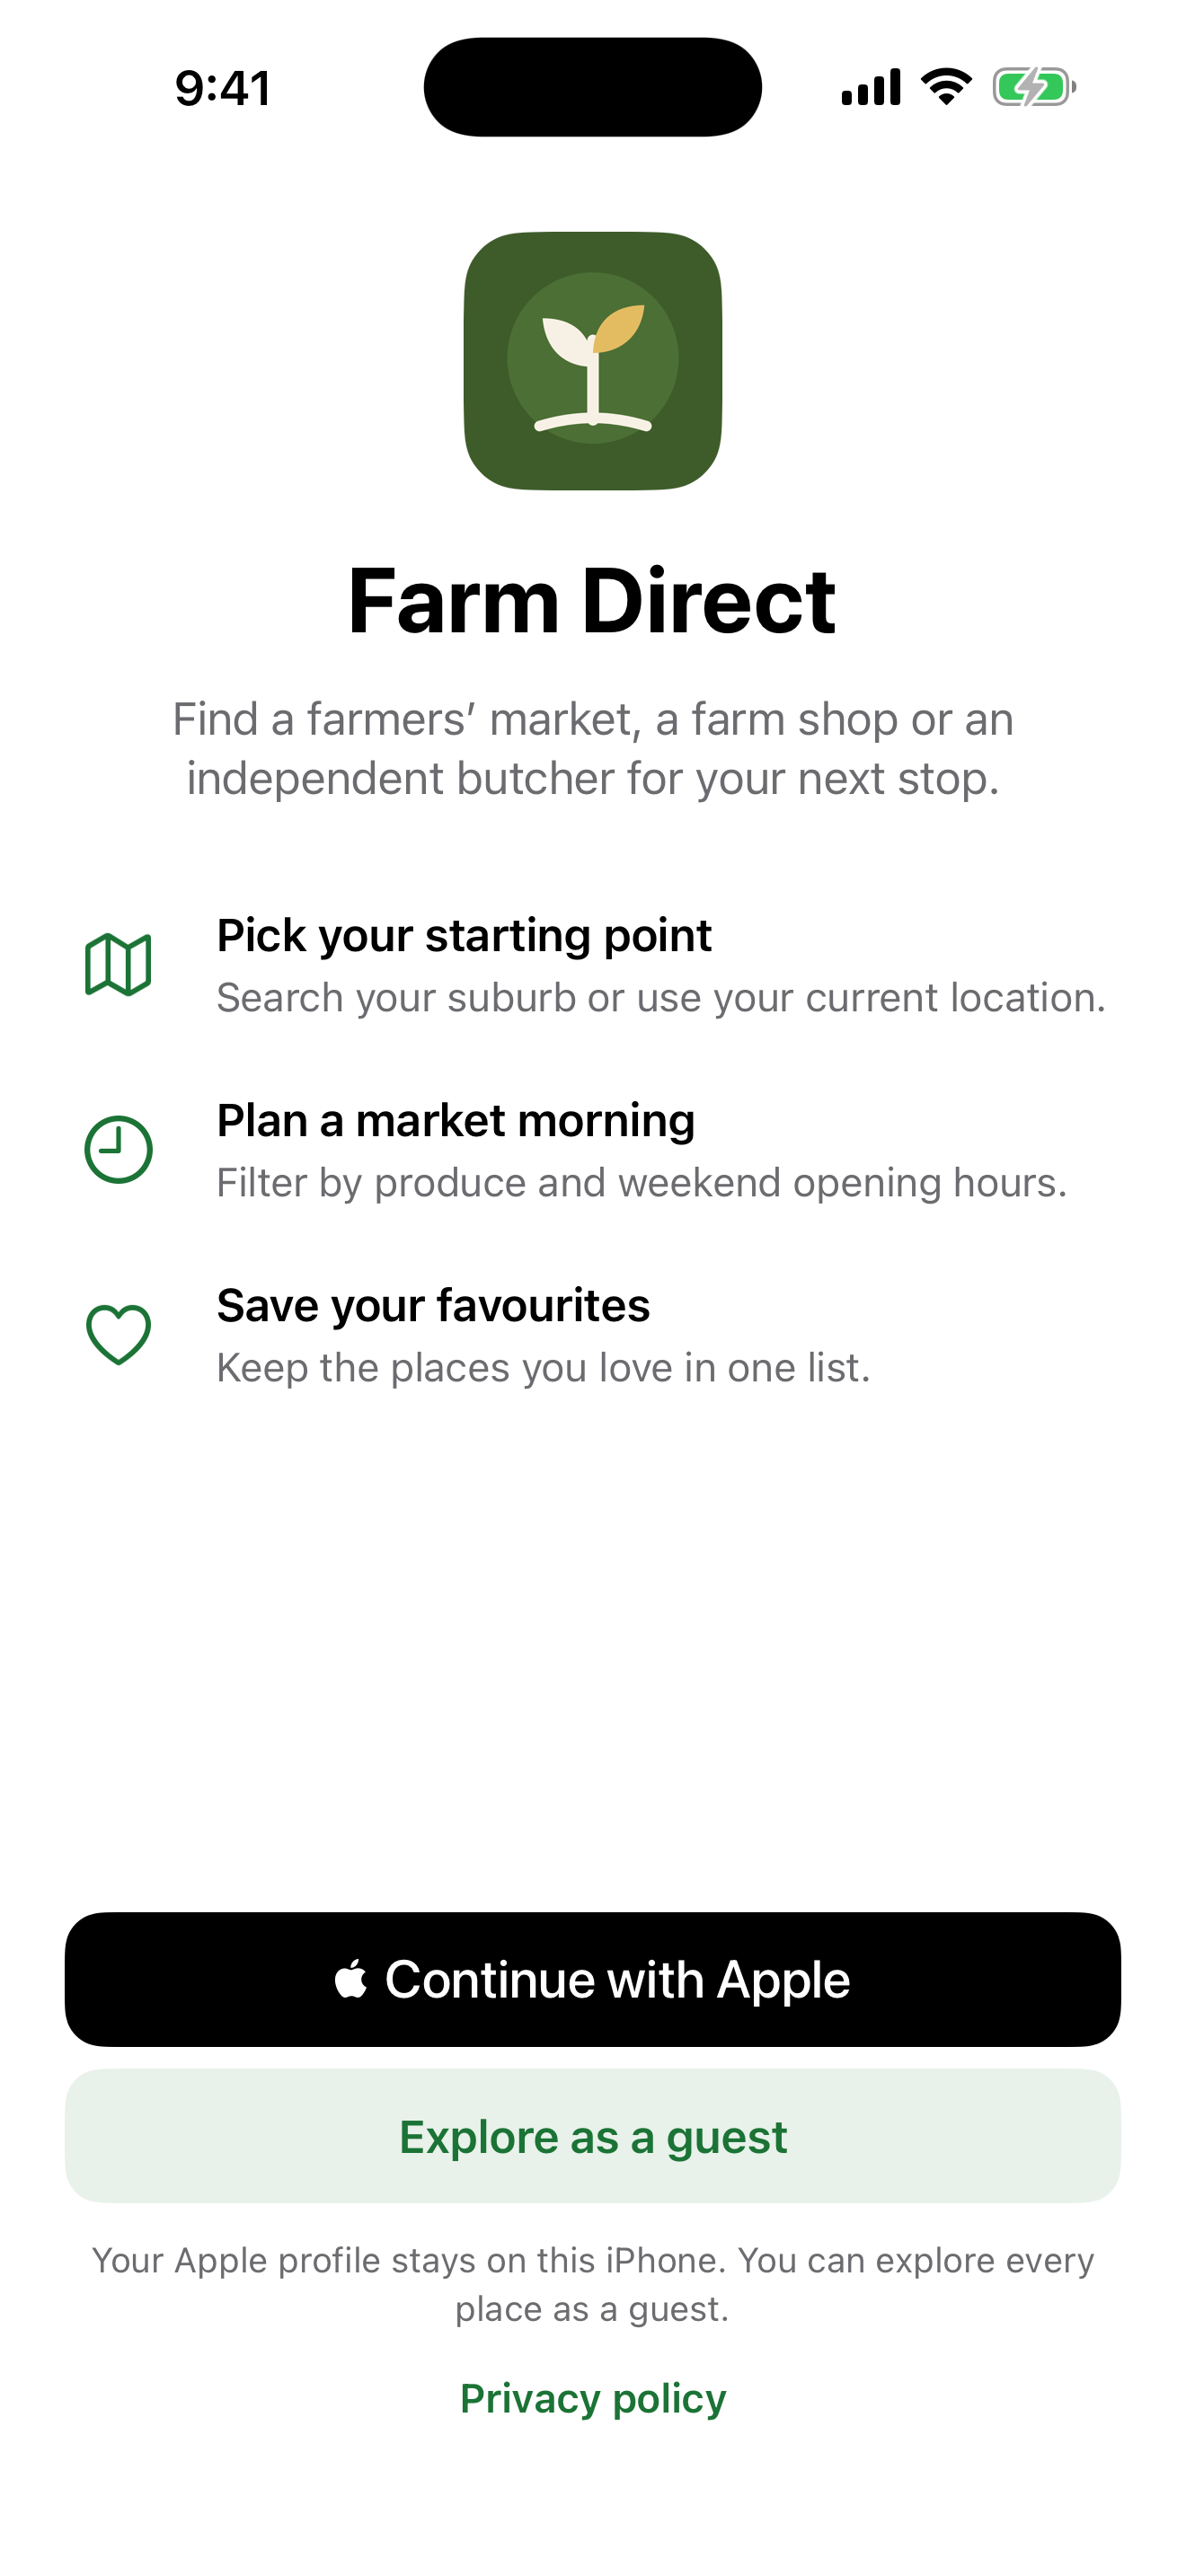 9:41
Farm Direct
Find a farmers’ market, a farm shop or an
independent butcher for your next stop.
Pick your starting point
Search your suburb or use your current location.
Plan a market morning
Filter by produce and weekend opening hours.
Save your favourites
Keep the places you love in one list.
Continue with Apple
Explore as a guest
Your Apple profile stays on this iPhone. You can explore every
place as a guest.
Privacy policy